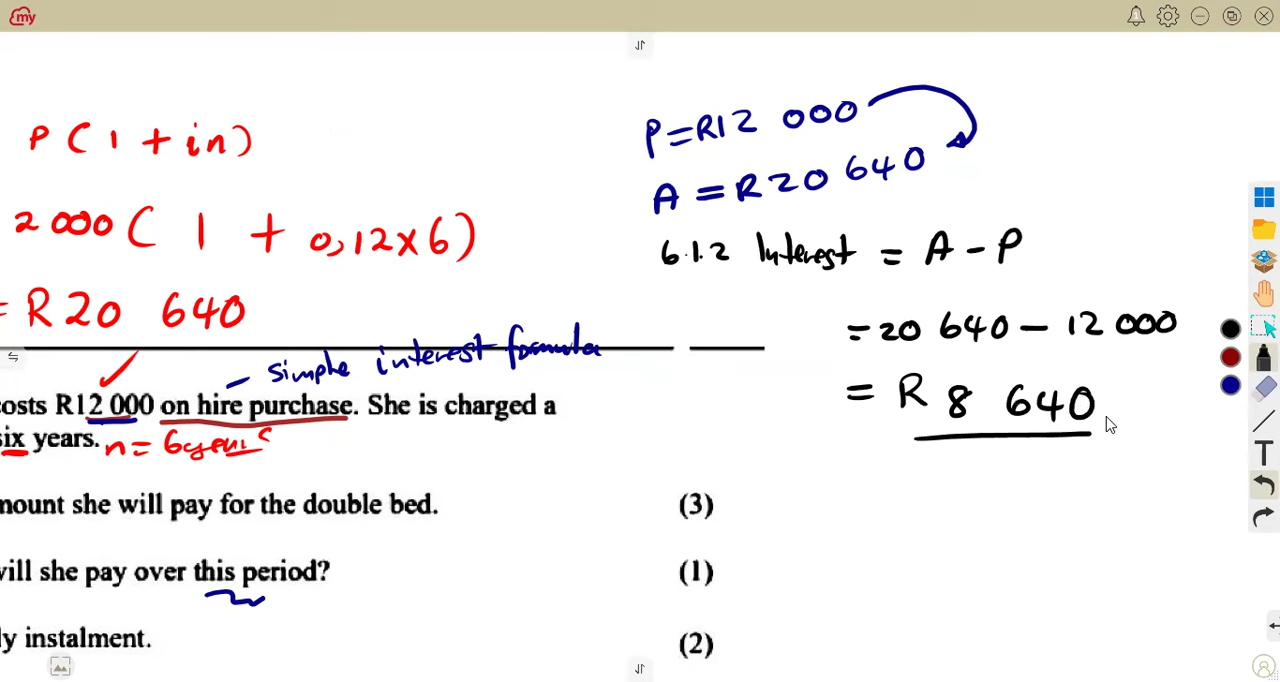 my
P(1 + in)
2 000(1 + 0,12×6)
= R20 640
- simple interest formula
costs R12 000 on hire purchase. She is charged a
six years. n = 6 years
mount she will pay for the double bed. (3)
will she pay over this period? (1)
ly instalment. (2)
P=R12 000
A = R20 640
6.1.2 Interest = A - P
= 20 640 - 12 000
= R 8 640